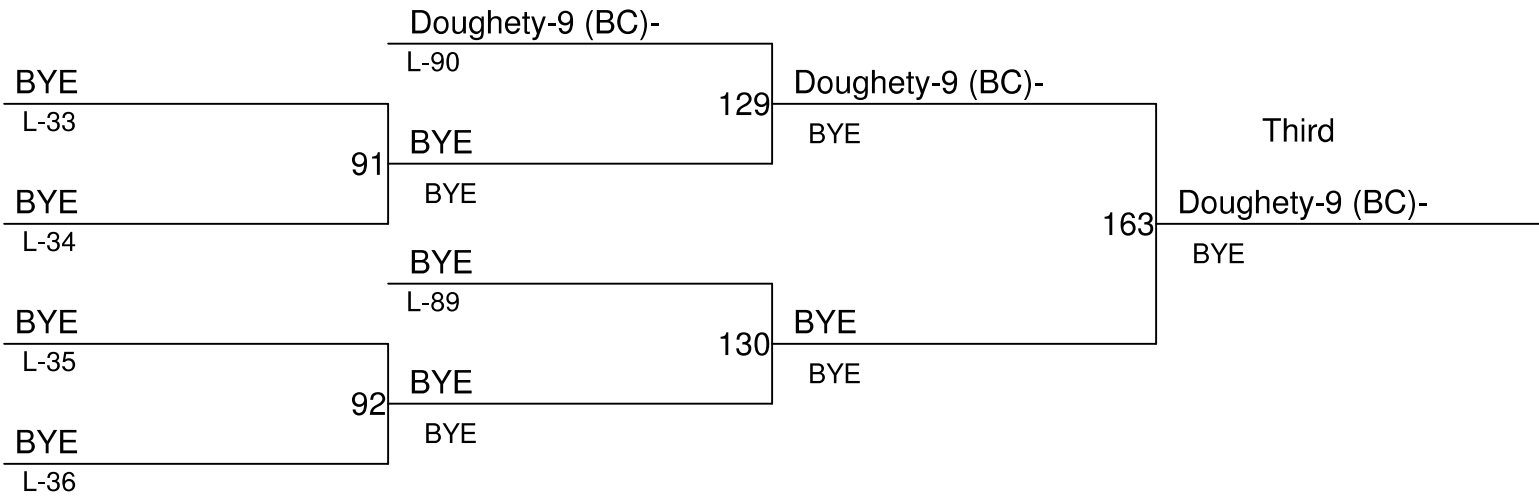 Doughety-9 (BC)-
L-90
BYE
L-33
129
Doughety-9 (BC)-
BYE
Third
91
BYE
BYE
BYE
L-34
163
Doughety-9 (BC)-
BYE
BYE
L-89
BYE
L-35
130
BYE
BYE
92
BYE
BYE
BYE
L-36